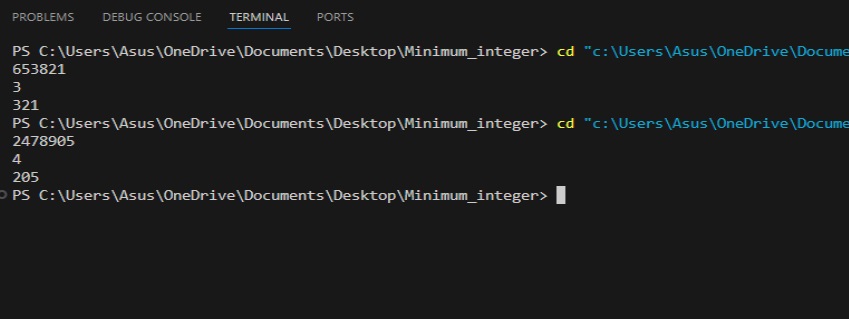 PROBLEMS DEBUG CONSOLE TERMINAL PORTS
PS C:\Users\Asus\OneDrive\Documents\Desktop\Minimum_integer> cd "c:\Users\Asus\OneDrive\Docume
653821
3
321
PS C:\Users\Asus\OneDrive\Documents\Desktop\Minimum_integer> cd "c:\Users\Asus\OneDrive\Docume
2478905
4
205
PS C:\Users\Asus\OneDrive\Documents\Desktop\Minimum_integer>